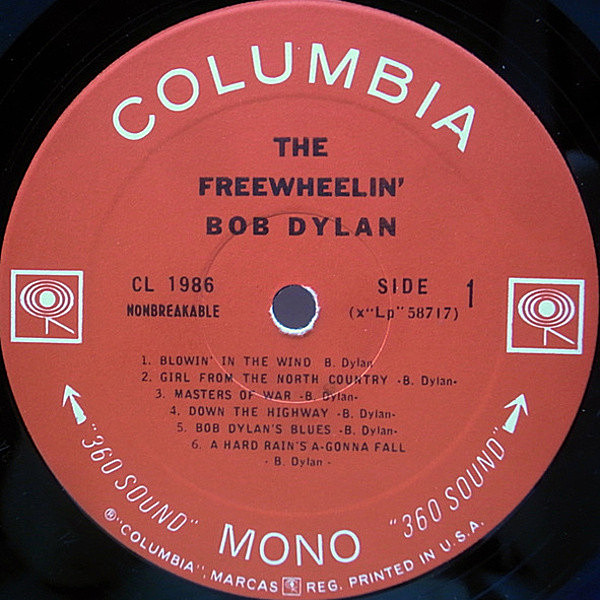 COLUMBIA
THE
FREEWHEELIN'
BOB DYLAN
CL 1986
NONBREAKABLE
SIDE 1
(x"Lp" 58717)
1. BLOWIN' IN THE WIND B. Dylan
2. GIRL FROM THE NORTH COUNTRY -B. Dylan-
3. MASTERS OF WAR -B. Dylan-
4. DOWN THE HIGHWAY -B. Dylan-
5. BOB DYLAN'S BLUES -B. Dylan-
6. A HARD RAIN'S A-GONNA FALL
- B. Dylan -
"360 SOUND" MONO "360 SOUND"
® "COLUMBIA", MARCAS REG. PRINTED IN U.S.A.